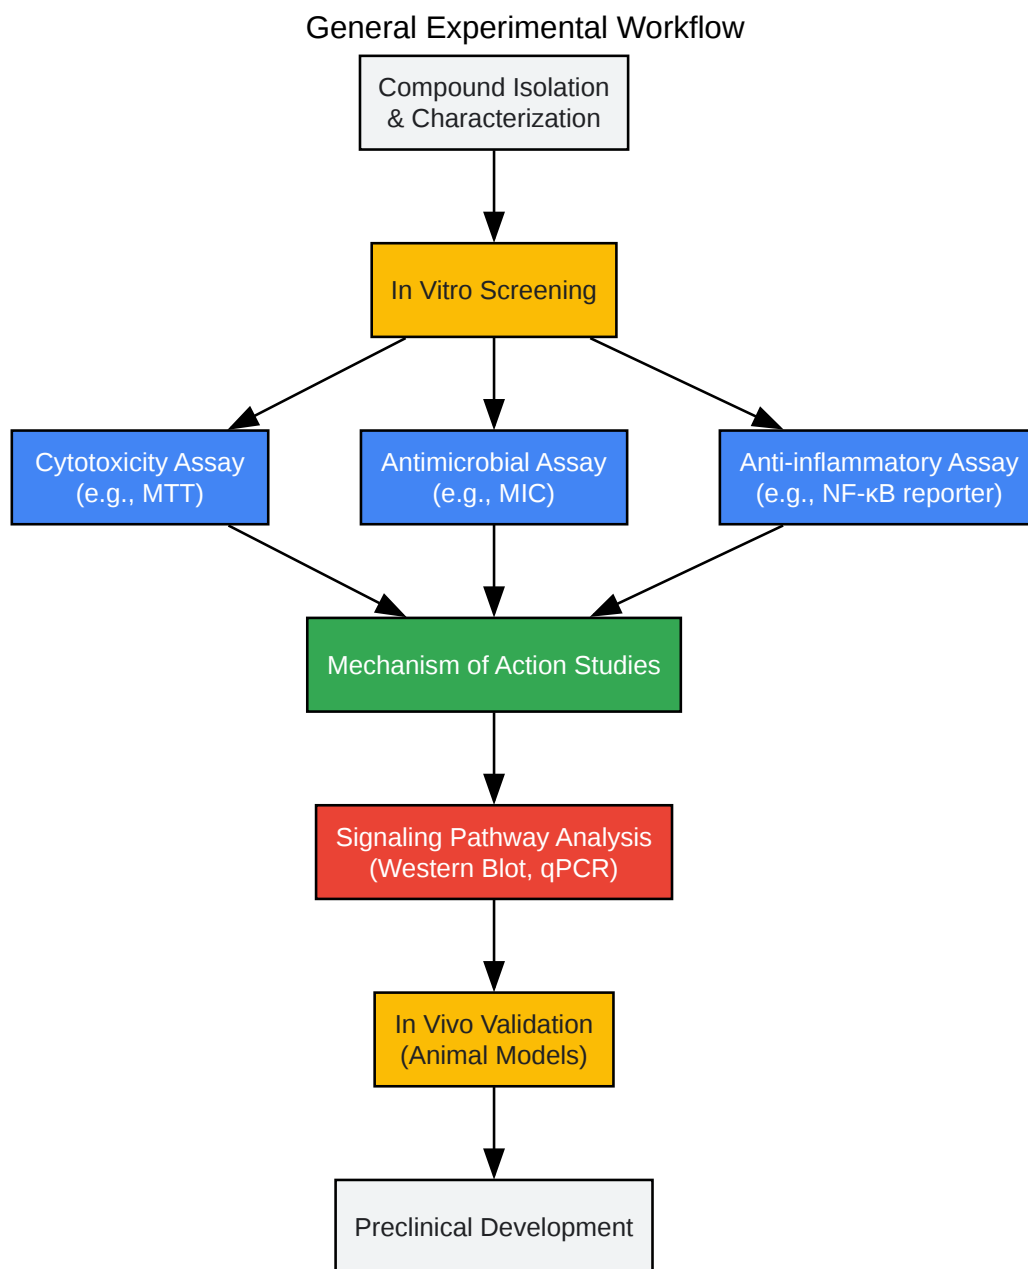 General Experimental Workflow
Compound Isolation
& Characterization
In Vitro Screening
Cytotoxicity Assay
(e.g., MTT)
Antimicrobial Assay
(e.g., MIC)
Anti-inflammatory Assay
(e.g., NF-κB reporter)
Mechanism of Action Studies
Signaling Pathway Analysis
(Western Blot, qPCR)
In Vivo Validation
(Animal Models)
Preclinical Development